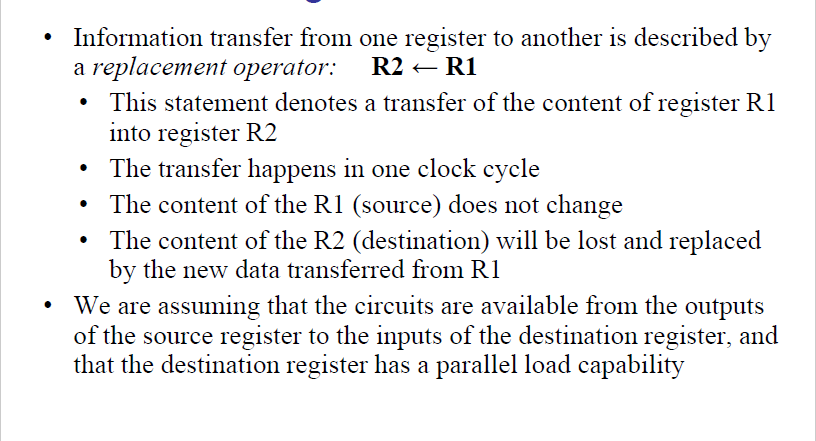 • Information transfer from one register to another is described by
a replacement operator: R2 ← R1
• This statement denotes a transfer of the content of register R1
into register R2
• The transfer happens in one clock cycle
• The content of the R1 (source) does not change
• The content of the R2 (destination) will be lost and replaced
by the new data transferred from R1
• We are assuming that the circuits are available from the outputs
of the source register to the inputs of the destination register, and
that the destination register has a parallel load capability